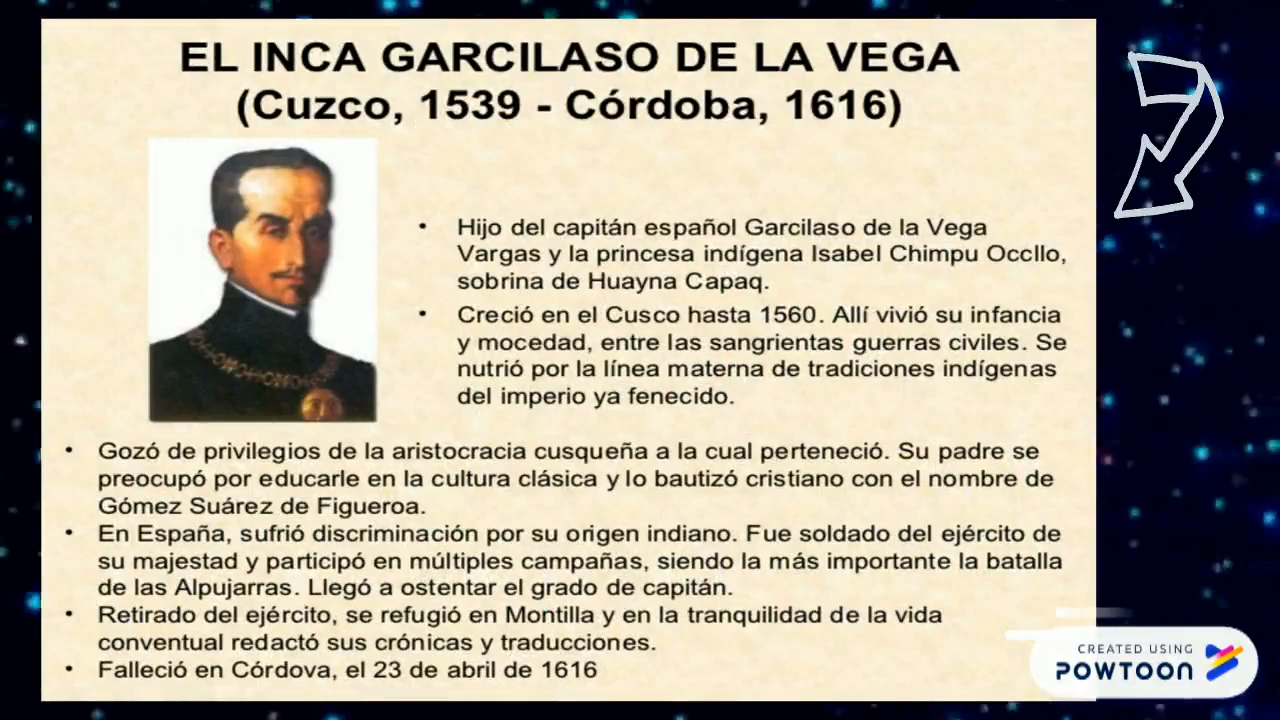 EL INCA GARCILASO DE LA VEGA
(Cuzco, 1539 - Córdoba, 1616)
• Hijo del capitán español Garcilaso de la Vega
Vargas y la princesa indígena Isabel Chimpu Occllo,
sobrina de Huayna Capaq.
• Creció en el Cusco hasta 1560. Allí vivió su infancia
y mocedad, entre las sangrientas guerras civiles. Se
nutrió por la línea materna de tradiciones indígenas
del imperio ya fenecido.
• Gozó de privilegios de la aristocracia cusqueña a la cual perteneció. Su padre se
preocupó por educarle en la cultura clásica y lo bautizó cristiano con el nombre de
Gómez Suárez de Figueroa.
• En España, sufrió discriminación por su origen indiano. Fue soldado del ejército de
su majestad y participó en múltiples campañas, siendo la más importante la batalla
de las Alpujarras. Llegó a ostentar el grado de capitán.
• Retirado del ejército, se refugió en Montilla y en la tranquilidad de la vida
conventual redactó sus crónicas y traducciones.
• Falleció en Córdova, el 23 de abril de 1616
CREATED USING
POWTOON